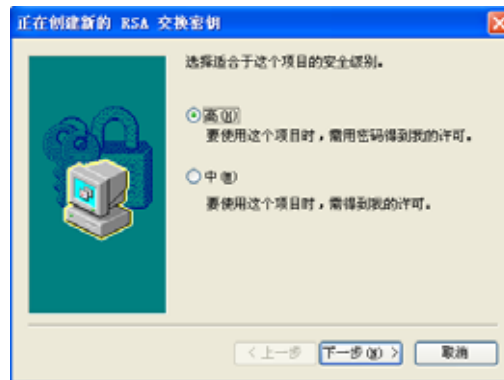 正在创建新的 RSA 交换密钥
选择适合于这个项目的安全级别。
高(H)
要使用这个项目时，需用密码得到我的许可。
中(M)
要使用这个项目时，需得到我的许可。
<上一步
下一步(N) >
取消